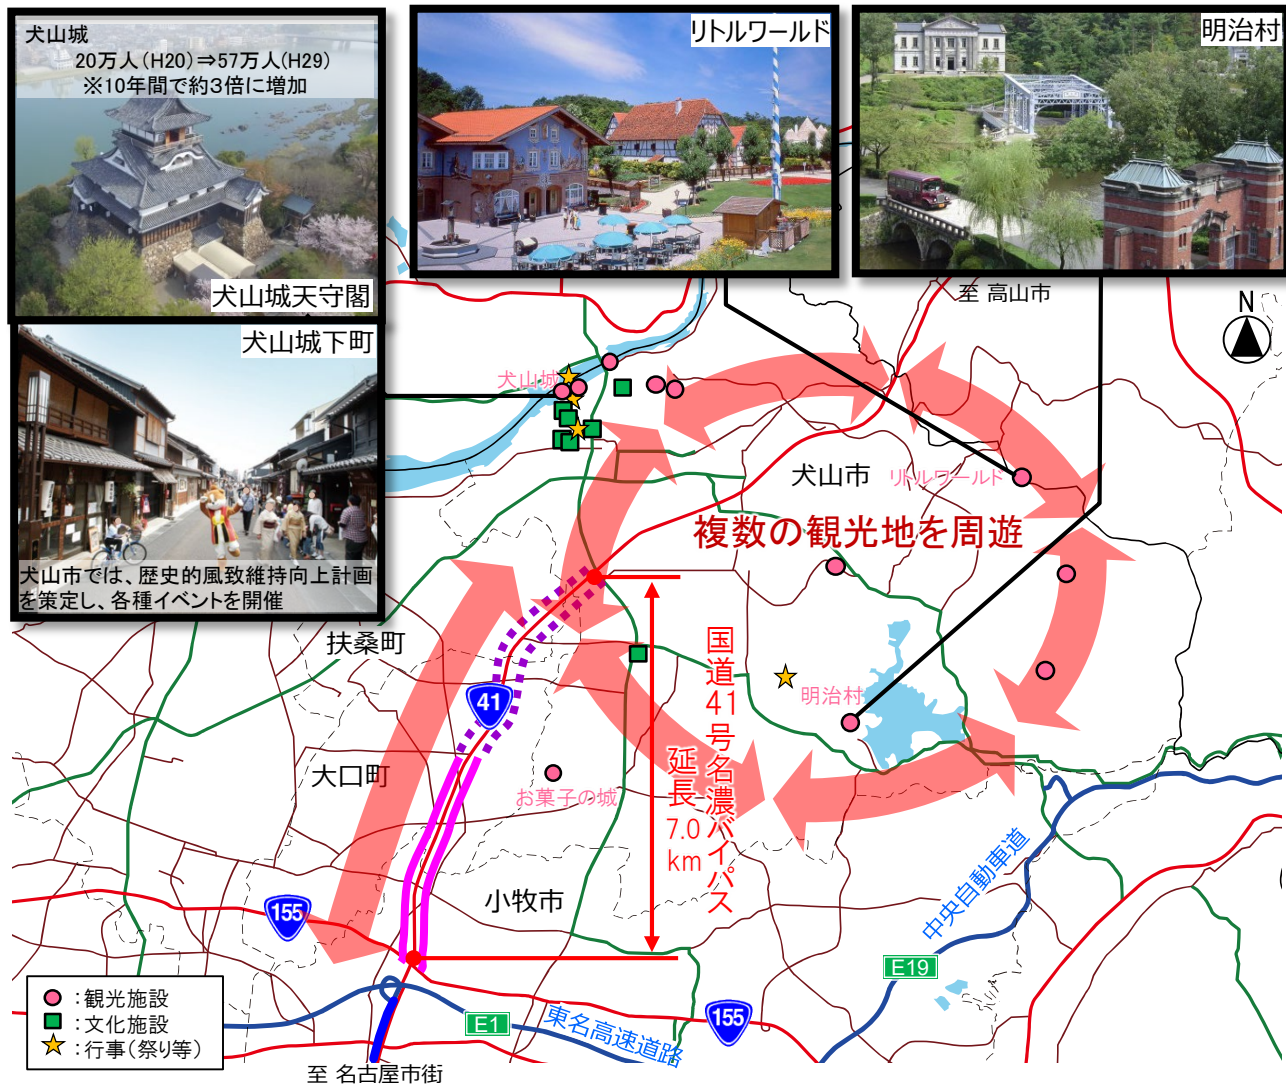 犬山城
20万人(H20)⇒57万人(H29)
※10年間で約3倍に増加
犬山城天守閣
リトルワールド
明治村
犬山城下町
犬山市では、歴史的風致維持向上計画
を策定し、各種イベントを開催
至 高山市
N
犬山城
犬山市
リトルワールド
複数の観光地を周遊
扶桑町
41
国道41号名濃バイパス
延長7.0km
明治村
大口町
お菓子の城
小牧市
155
中央自動車道
E19
E1
東名高速道路
155
至 名古屋市街
:観光施設
:文化施設
:行事(祭り等)